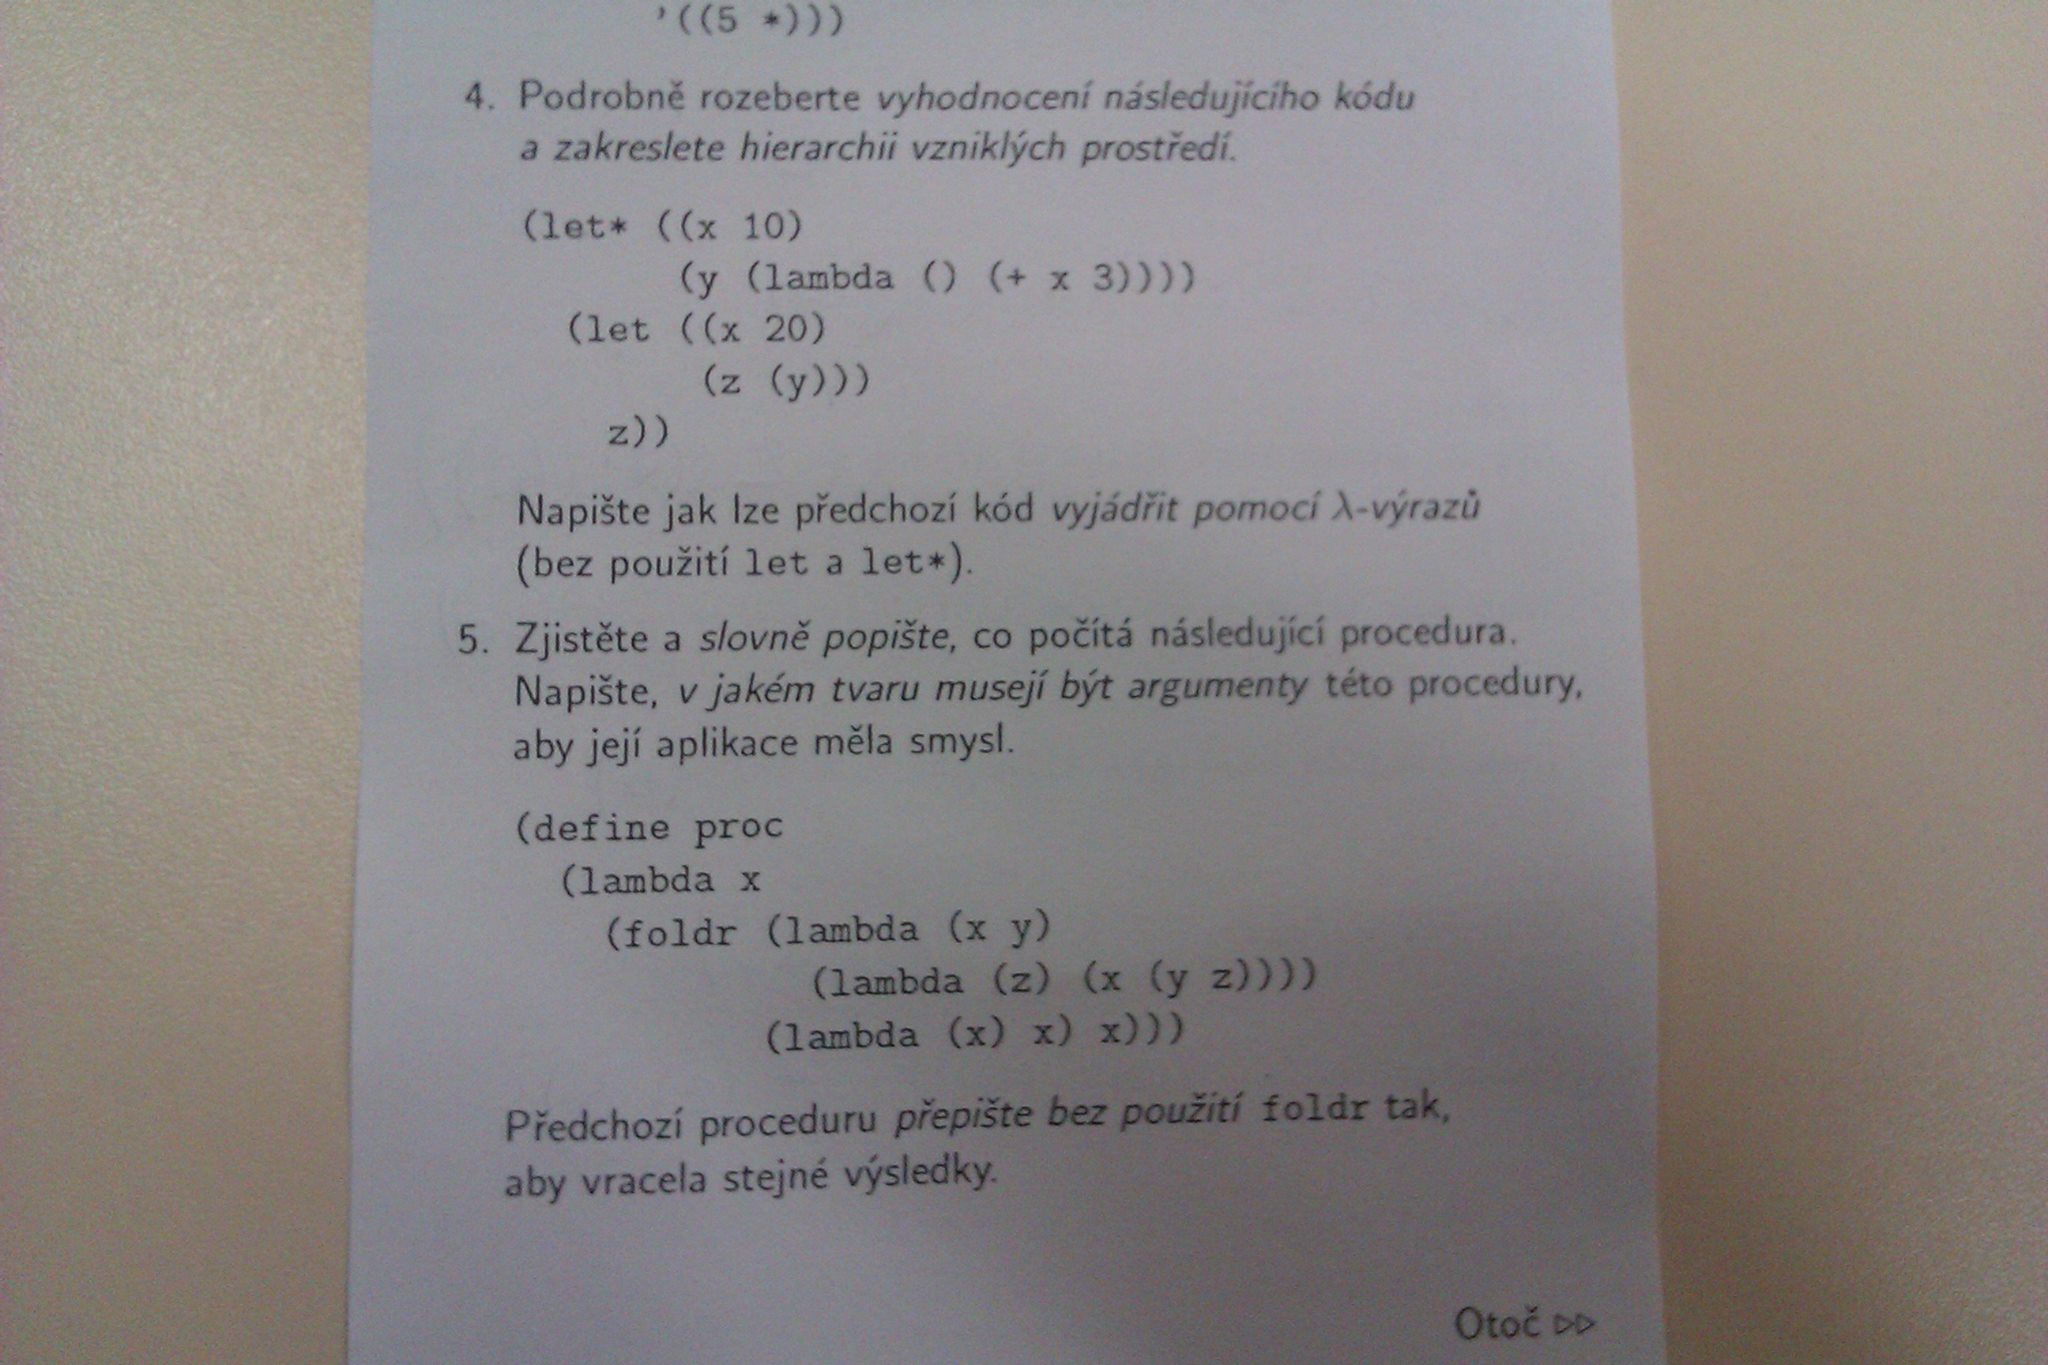 '((5 *)))
4. Podrobně rozeberte vyhodnocení následujícího kódu
a zakreslete hierarchii vzniklých prostředí.
(let* ((x 10)
(y (lambda () (+ x 3))))
(let ((x 20)
(z (y)))
z))
Napište jak lze předchozí kód vyjádřit pomocí λ-výrazů
(bez použití let a let*).
5. Zjistěte a slovně popište, co počítá následující procedura.
Napište, v jakém tvaru musejí být argumenty této procedury,
aby její aplikace měla smysl.
(define proc
(lambda x
(foldr (lambda (x y)
(lambda (z) (x (y z))))
(lambda (x) x) x)))
Předchozí proceduru přepište bez použití foldr tak,
aby vracela stejné výsledky.
Otoč ▷▷